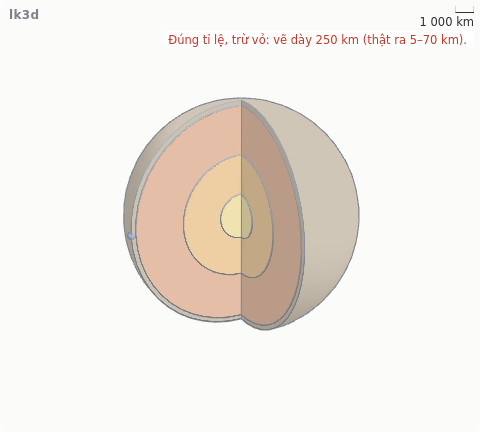 lk3d
1 000 km
Đúng tỉ lệ, trừ vỏ: vẽ dày 250 km (thật ra 5–70 km).